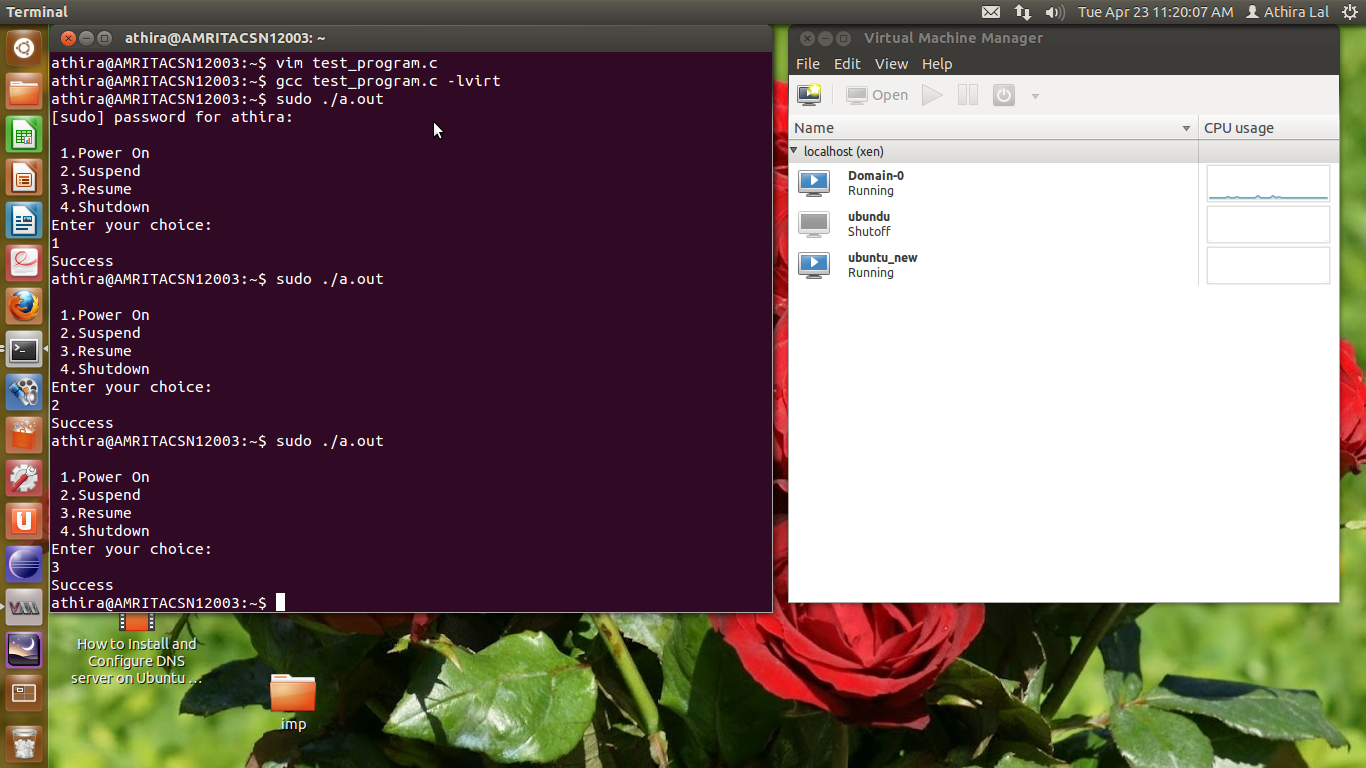 Terminal
Tue Apr 23 11:20:07 AM Athira Lal
athira@AMRITACSN12003: ~
athira@AMRITACSN12003:~$ vim test_program.c
athira@AMRITACSN12003:~$ gcc test_program.c -lvirt
athira@AMRITACSN12003:~$ sudo ./a.out
[sudo] password for athira:
1.Power On
2.Suspend
3.Resume
4.Shutdown
Enter your choice:
1
Success
athira@AMRITACSN12003:~$ sudo ./a.out
1.Power On
2.Suspend
3.Resume
4.Shutdown
Enter your choice:
2
Success
athira@AMRITACSN12003:~$ sudo ./a.out
1.Power On
2.Suspend
3.Resume
4.Shutdown
Enter your choice:
3
Success
athira@AMRITACSN12003:~$
Virtual Machine Manager
File Edit View Help
Open
Name CPU usage
localhost (xen)
Domain-0
Running
ubundu
Shutoff
ubuntu_new
Running
How to Install and
Configure DNS
server on Ubuntu ...
imp